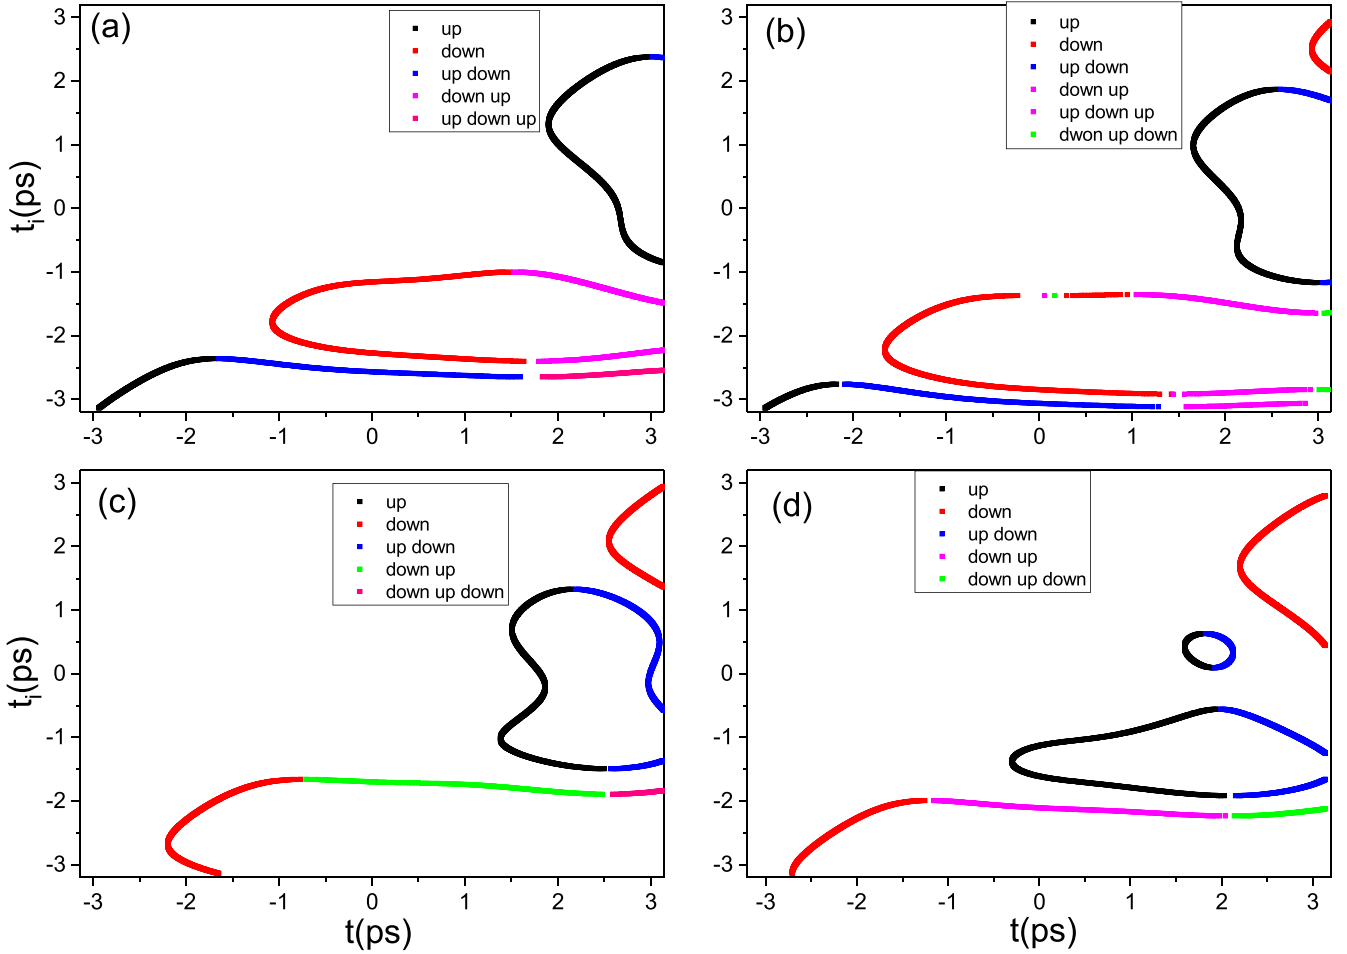 (a)
up
down
up down
down up
up down up
3
2
1
0
-1
-2
-3
t_i(ps)
-3 -2 -1 0 1 2 3
t(ps)
(b)
up
down
up down
down up
up down up
dwon up down
3
2
1
0
-1
-2
-3
-3 -2 -1 0 1 2 3
(c)
up
down
up down
down up
down up down
3
2
1
0
-1
-2
-3
t_i(ps)
-3 -2 -1 0 1 2 3
t(ps)
(d)
up
down
up down
down up
down up down
3
2
1
0
-1
-2
-3
-3 -2 -1 0 1 2 3
t(ps)